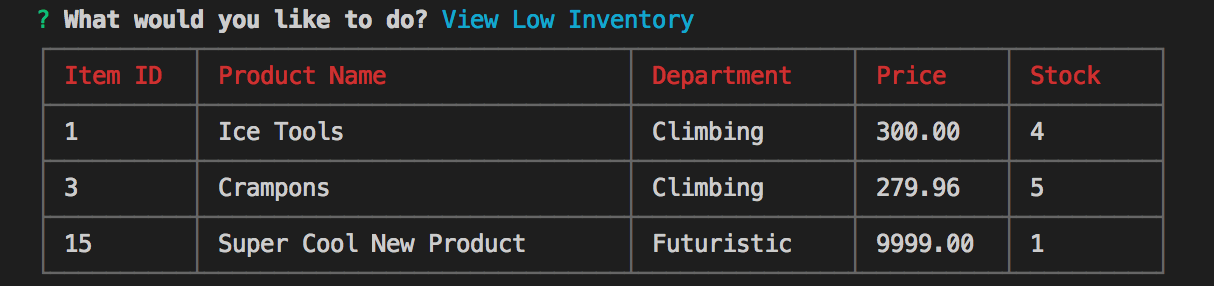 ? What would you like to do? View Low Inventory
Item ID Product Name Department Price Stock
1 Ice Tools Climbing 300.00 4
3 Crampons Climbing 279.96 5
15 Super Cool New Product Futuristic 9999.00 1